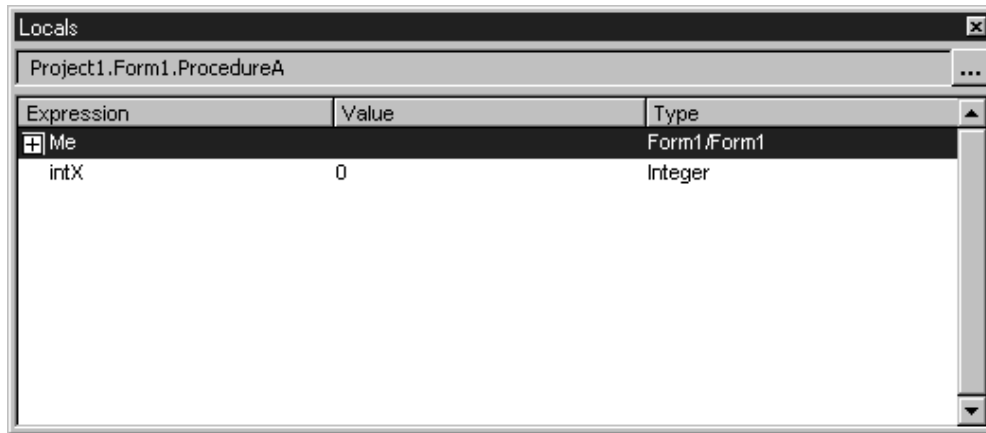 Locals
Project1.Form1.ProcedureA
...
Expression Value Type
Me Form1/Form1
intX 0 Integer